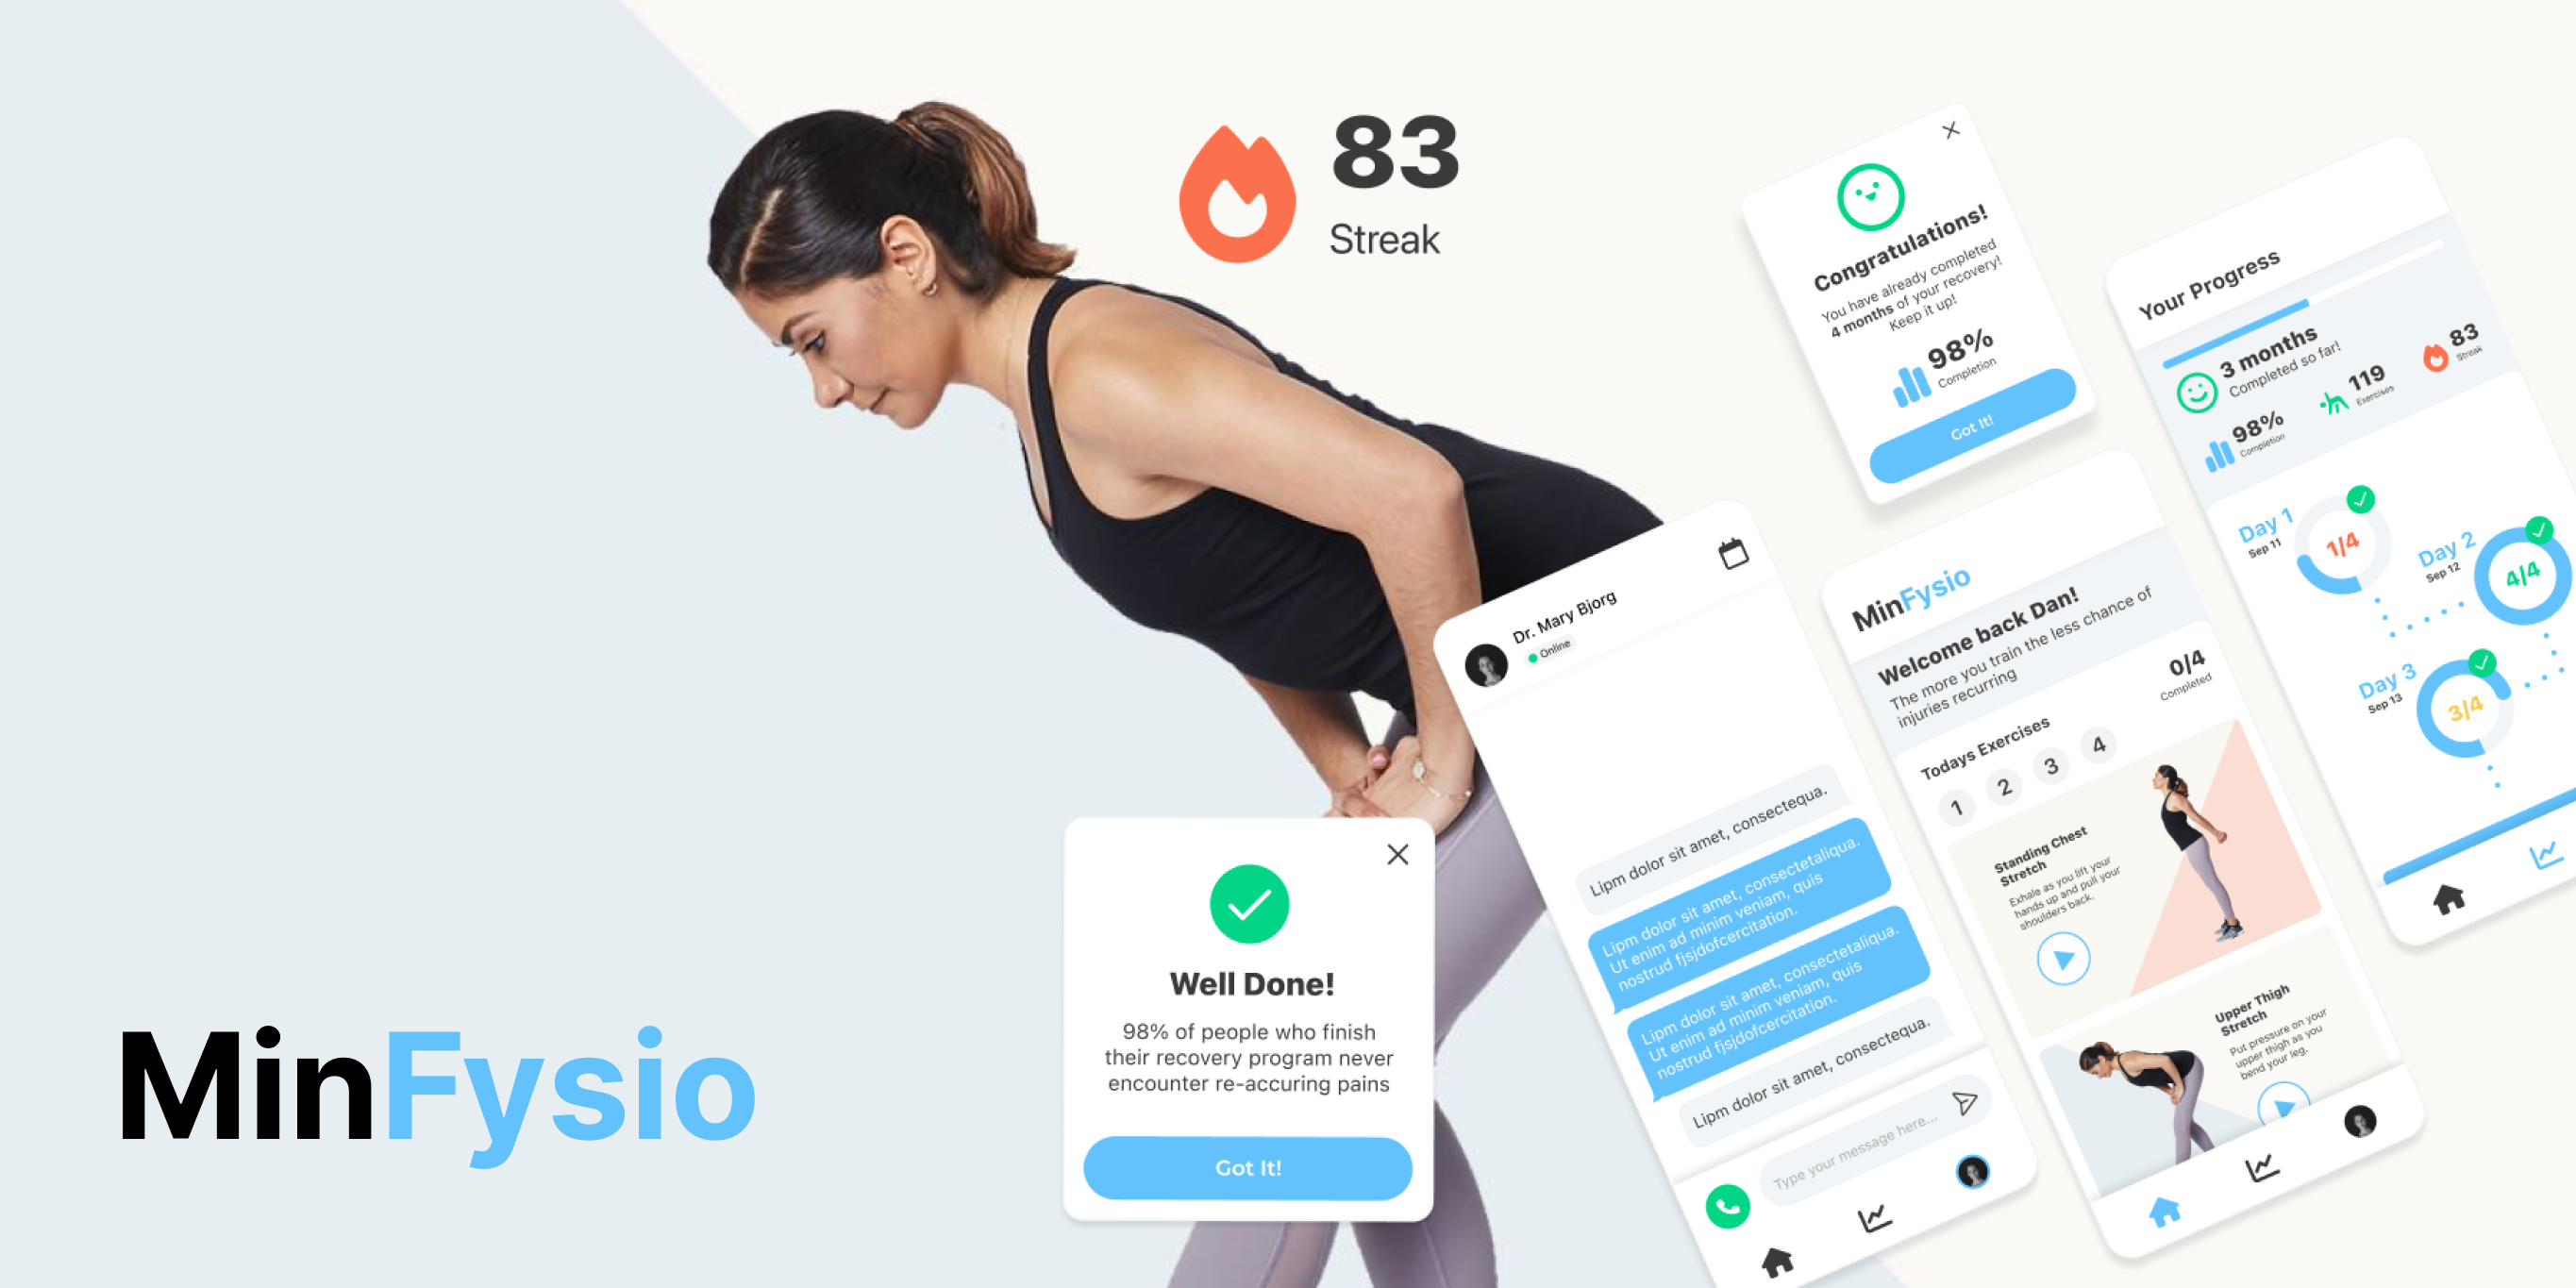 83
Streak
MinFysio
Well Done!
98% of people who finish
their recovery program never
encounter re-accuring pains
Got It!
Congratulations!
You have already completed
4 months of your recovery!
Keep it up!
98%
Completion
Got It!
Dr. Mary Bjorg
Online
Lipm dolor sit amet, consectequa.
Lipm dolor sit amet, consectetaliqua.
Ut enim ad minim veniam, quis
nostrud fjsjdofcercitation.
Lipm dolor sit amet, consectetaliqua.
Ut enim ad minim veniam, quis
nostrud fjsjdofcercitation.
Lipm dolor sit amet, consectequa.
Type your message here...
MinFysio
Welcome back Dan!
The more you train the less chance of
injuries recurring
Todays Exercises
0/4
Completed
1 2 3 4
Standing Chest
Stretch
Exhale as you lift your
hands up and pull your
shoulders back.
Upper Thigh
Stretch
Put pressure on your
upper thigh as you
bend your leg.
Your Progress
3 months
Completed so far!
98%
Completion
119
Exercises
83
Streak
Day 1
Sep 11
1/4
Day 2
Sep 12
4/4
Day 3
Sep 13
3/4